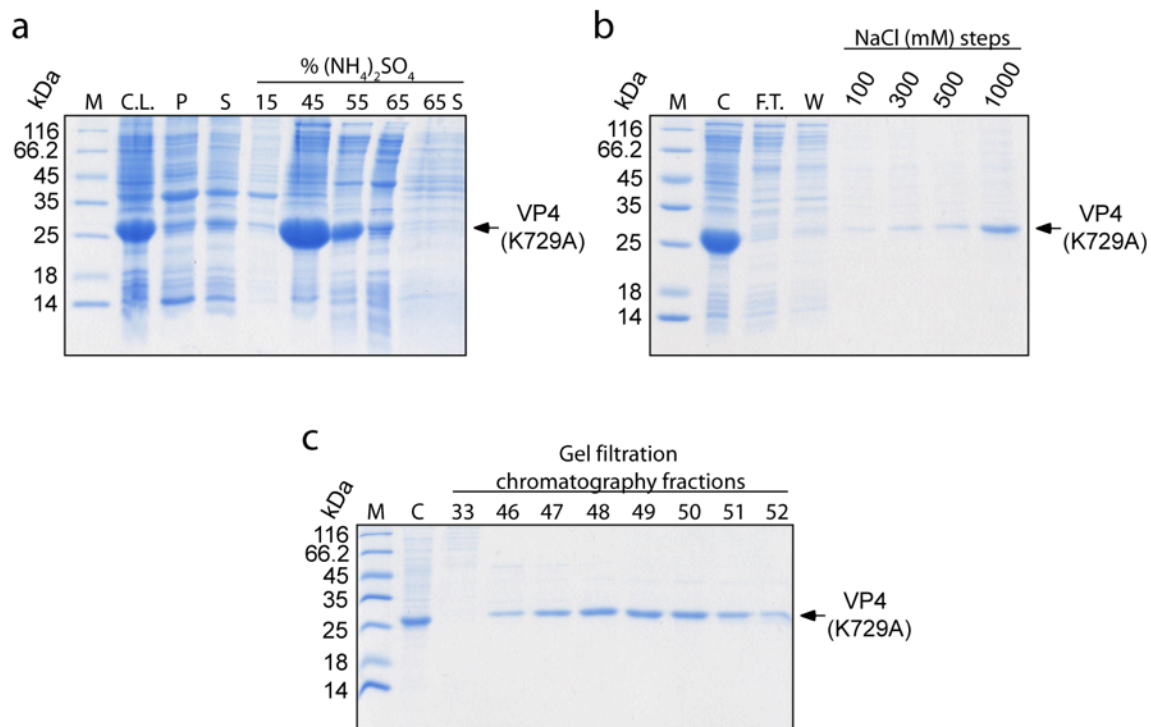 a
% (NH4)2SO4
kDa
M C.L. P S 15 45 55 65 65 S
116
66.2
45
35
25
18
14
VP4
(K729A)
b
NaCl (mM) steps
kDa
M C F.T. W 100 300 500 1000
116
66.2
45
35
25
18
14
VP4
(K729A)
c
Gel filtration
chromatography fractions
kDa
M C 33 46 47 48 49 50 51 52
116
66.2
45
35
25
18
14
VP4
(K729A)